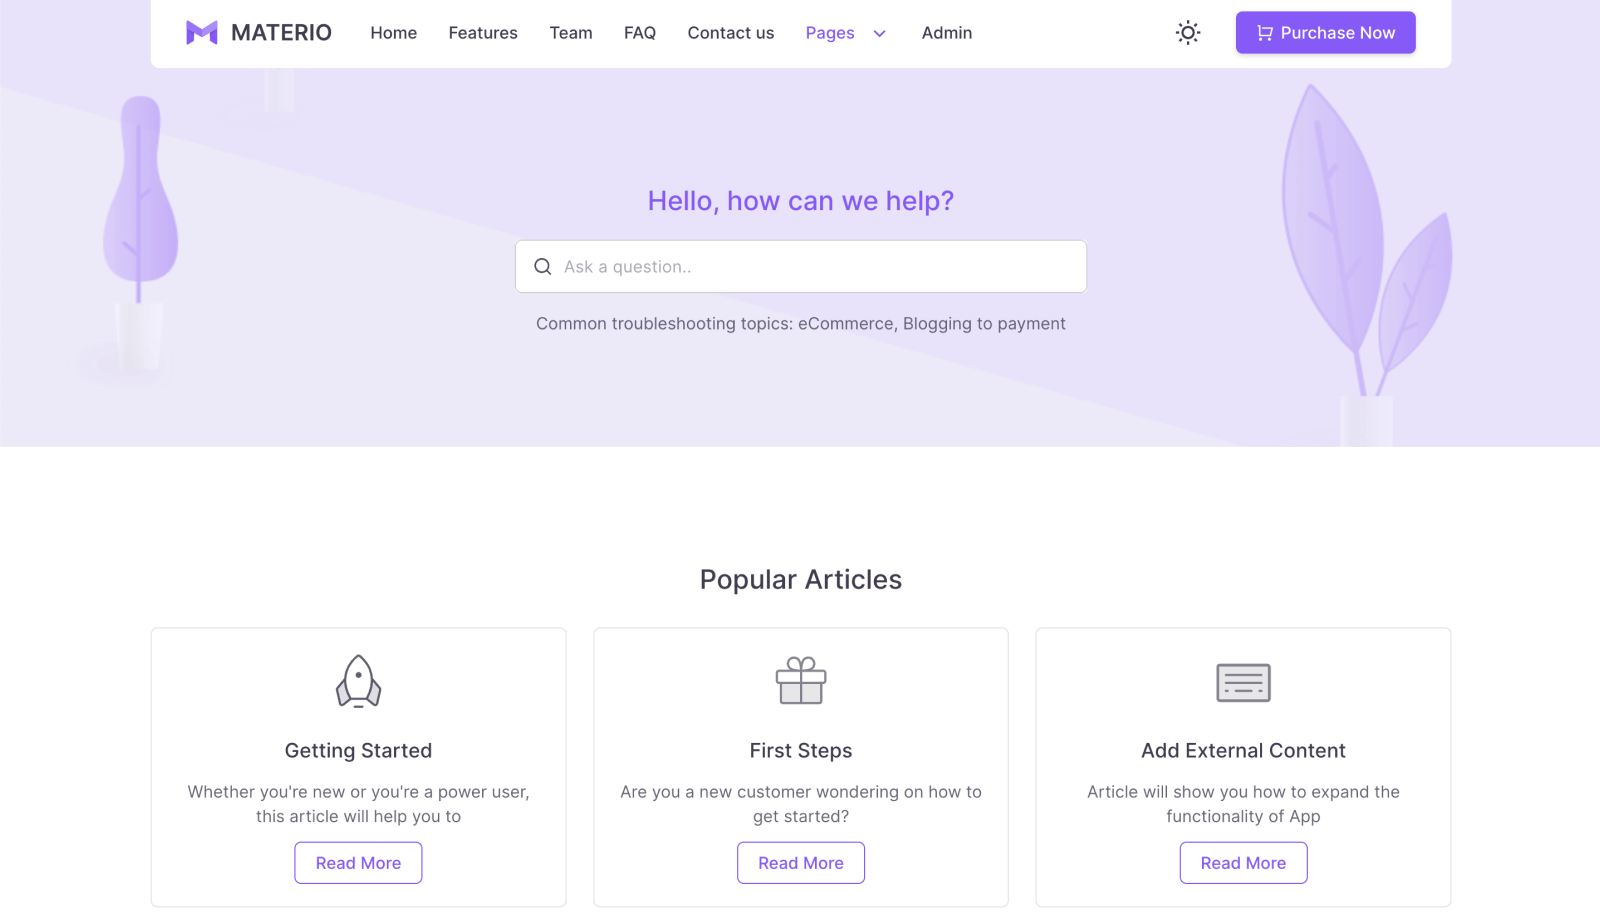 MATERIO
Home
Features
Team
FAQ
Contact us
Pages
Admin
Purchase Now
Hello, how can we help?
Ask a question..
Common troubleshooting topics: eCommerce, Blogging to payment
Popular Articles
Getting Started
Whether you're new or you're a power user,
this article will help you to
Read More
First Steps
Are you a new customer wondering on how to
get started?
Read More
Add External Content
Article will show you how to expand the
functionality of App
Read More